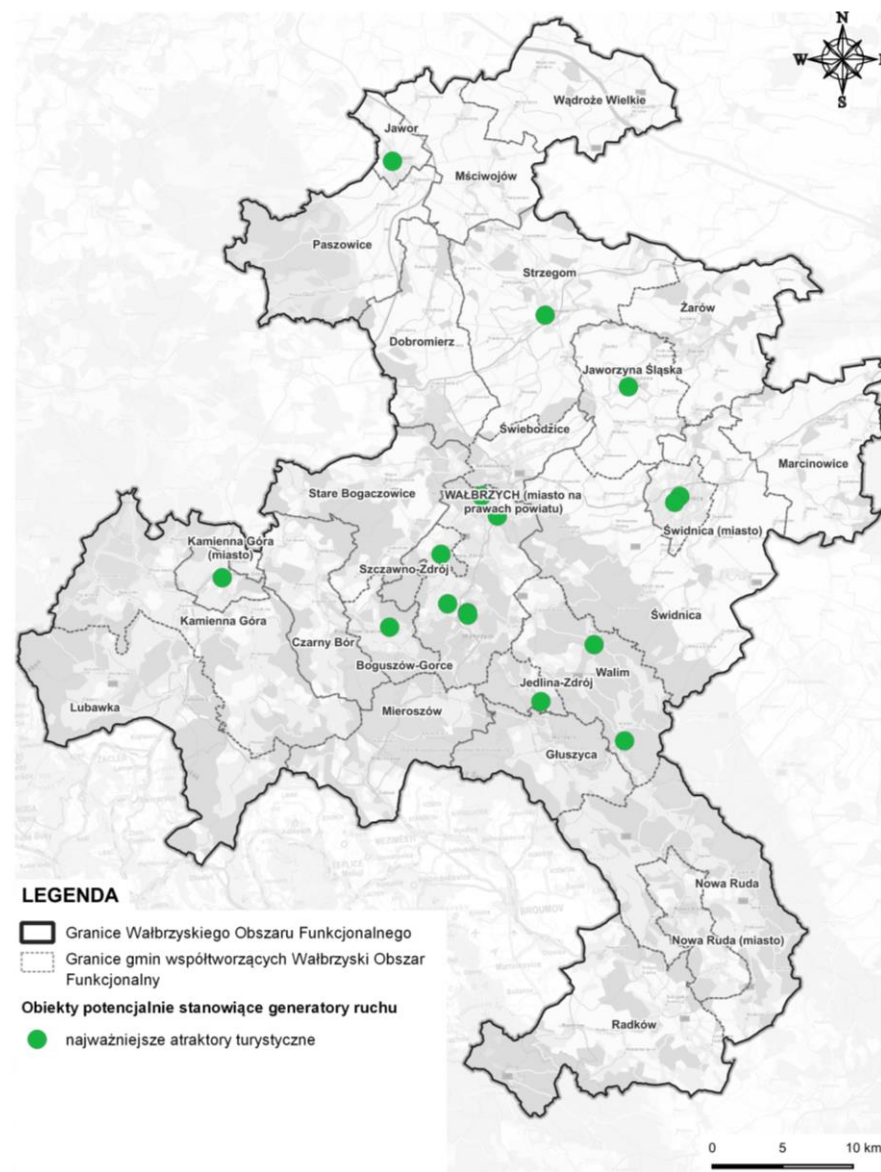 N
W
S
Wądroże Wielkie
Jawor
Mściwojów
Paszowice
Strzegom
Żarów
Dobromierz
Jaworzyna Śląska
Świebodzice
Marcinowice
Stare Bogaczowice
WAŁBRZYCH (miasto na
prawach powiatu)
Świdnica (miasto)
Kamienna Góra
(miasto)
Szczawno-Zdrój
Świdnica
Kamienna Góra
Czarny Bór
Boguszów-Gorce
Walim
Jedlina-Zdrój
Lubawka
Mieroszów
Głuszyca
Nowa Ruda
Nowa Ruda (miasto)
Radków
LEGENDA
Granice Wałbrzyskiego Obszaru Funkcjonalnego
Granice gmin współtworzących Wałbrzyski Obszar
Funkcjonalny
Obiekty potencjalnie stanowiące generatory ruchu
najważniejsze atraktory turystyczne
0 5 10 km